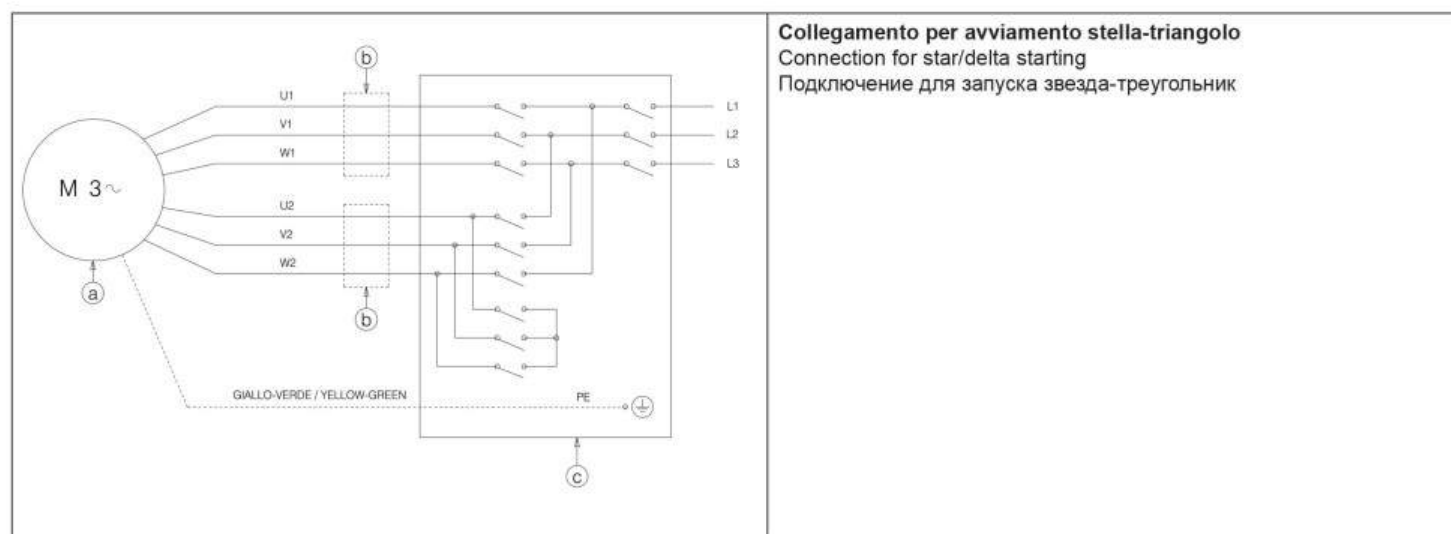 b
U1
L1
V1
L2
W1
L3
M 3~
U2
V2
W2
a
b
GIALLO-VERDE / YELLOW-GREEN
PE
c
Collegamento per avviamento stella-triangolo
Connection for star/delta starting
Подключение для запуска звезда-треугольник